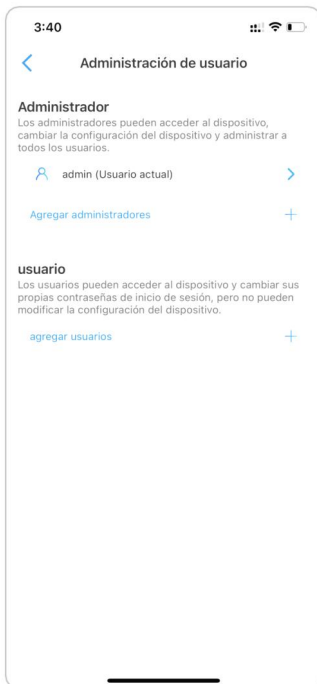 3:40
Administración de usuario
Administrador
Los administradores pueden acceder al dispositivo,
cambiar la configuración del dispositivo y administrar a
todos los usuarios.
admin (Usuario actual)
Agregar administradores
usuario
Los usuarios pueden acceder al dispositivo y cambiar sus
propias contraseñas de inicio de sesión, pero no pueden
modificar la configuración del dispositivo.
agregar usuarios